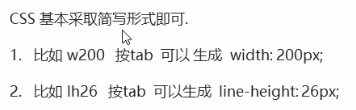 CSS 基本采取简写形式即可.
1. 比如 w200 按tab 可以 生成 width: 200px;
2. 比如 lh26 按tab 可以生成 line-height: 26px;